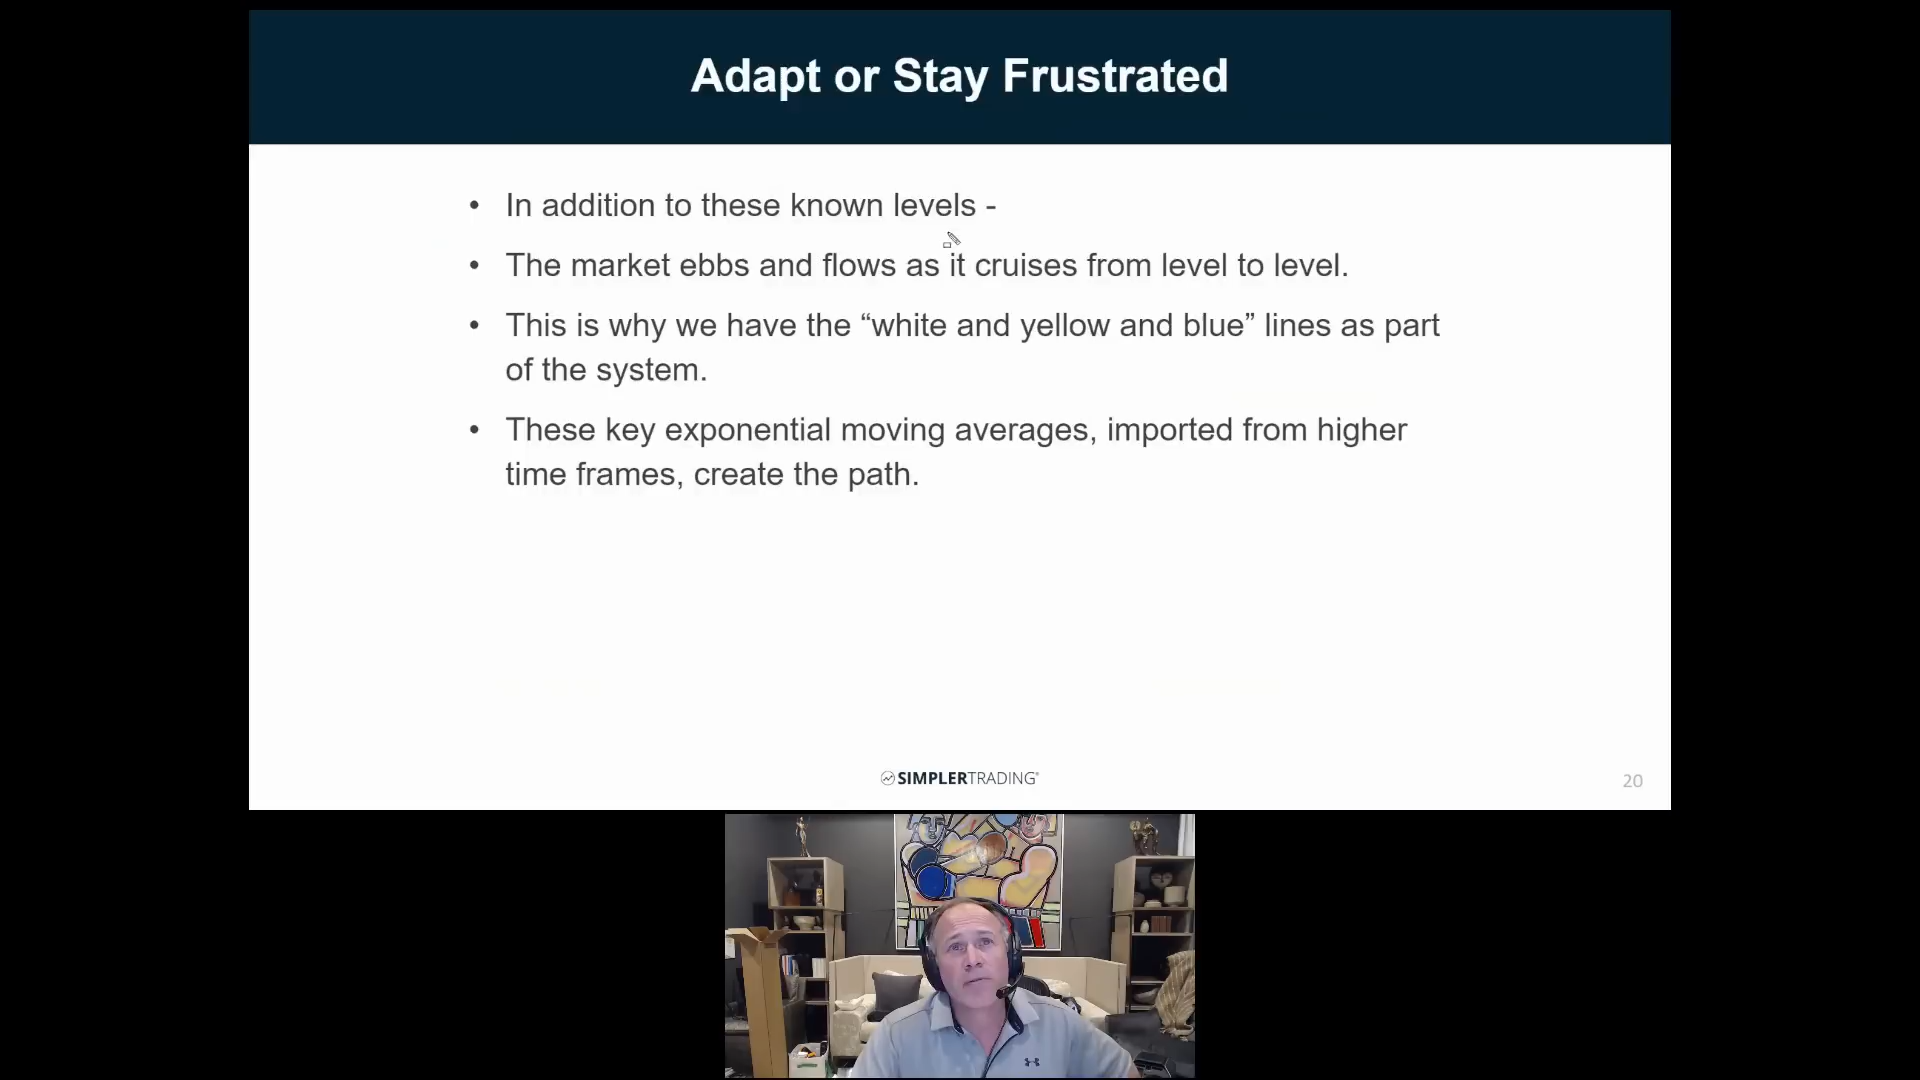 Adapt or Stay Frustrated
• In addition to these known levels -
• The market ebbs and flows as it cruises from level to level.
• This is why we have the “white and yellow and blue” lines as part
of the system.
• These key exponential moving averages, imported from higher
time frames, create the path.
SIMPLERTRADING®
20